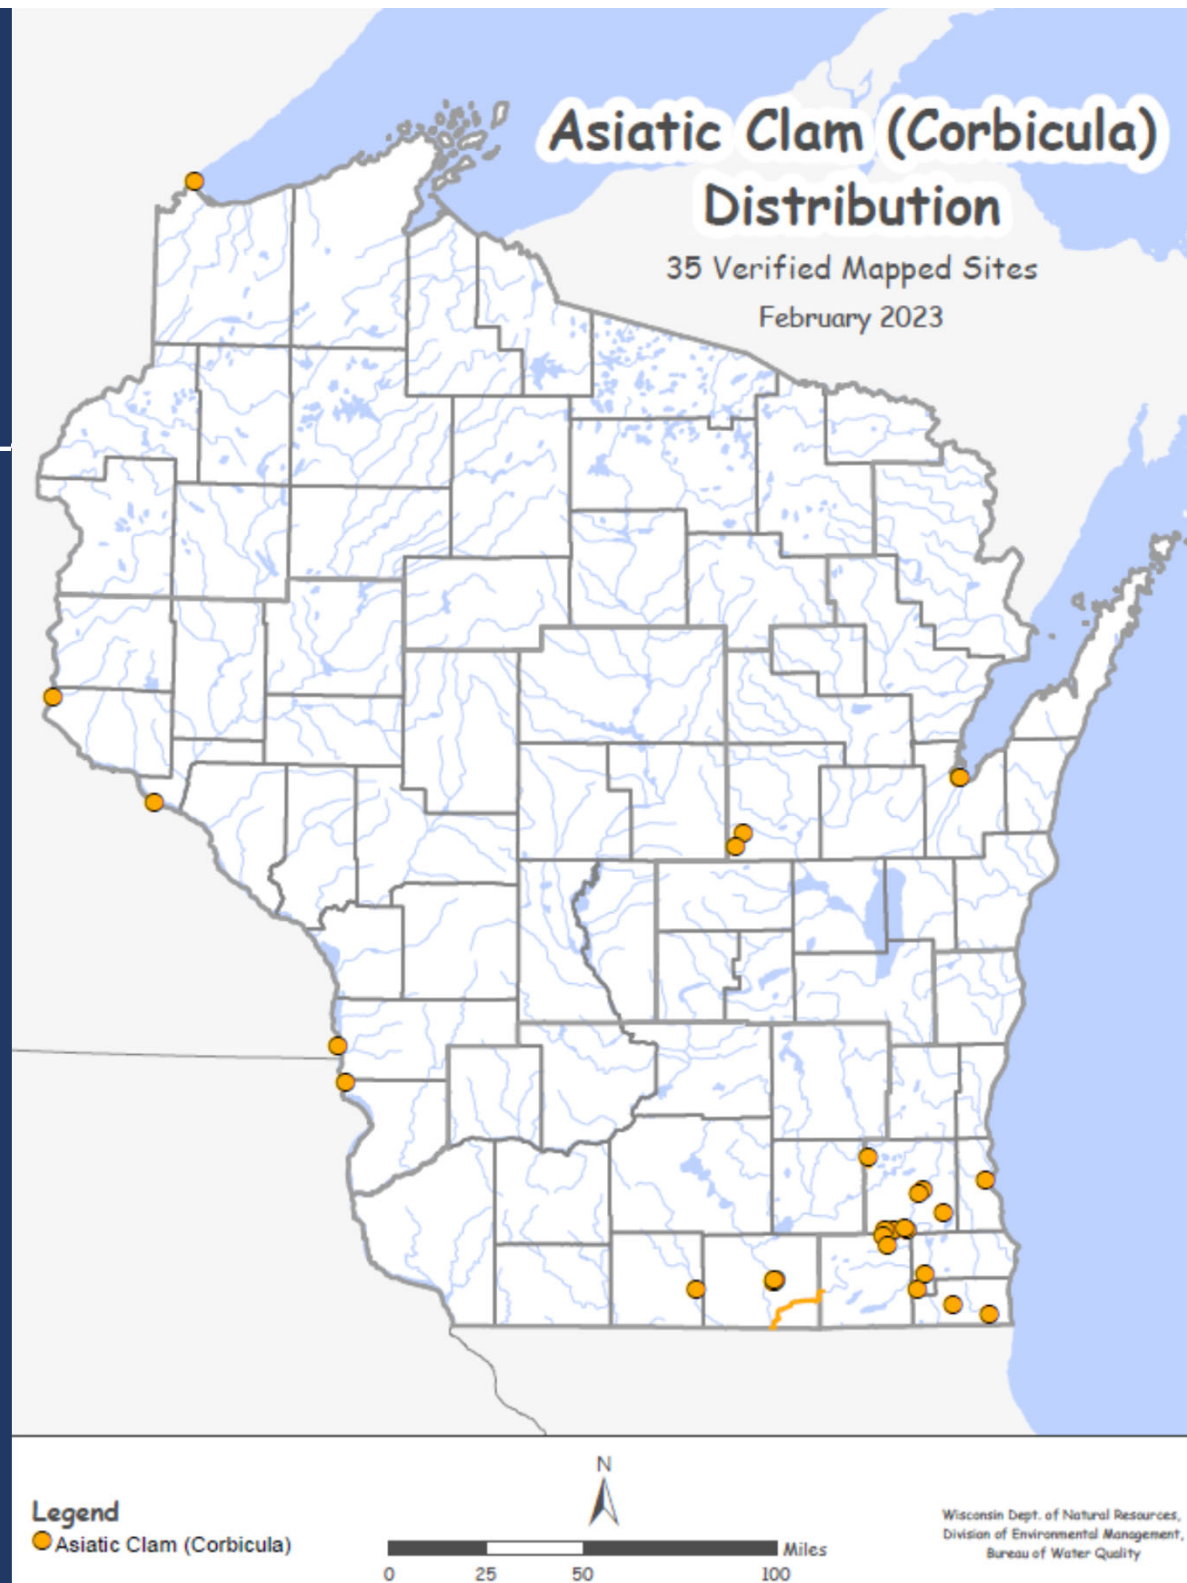 Asiatic Clam (Corbicula)
Distribution
35 Verified Mapped Sites
February 2023
N
Legend
Asiatic Clam (Corbicula)
Miles
0 25 50 100
Wisconsin Dept. of Natural Resources,
Division of Environmental Management,
Bureau of Water Quality